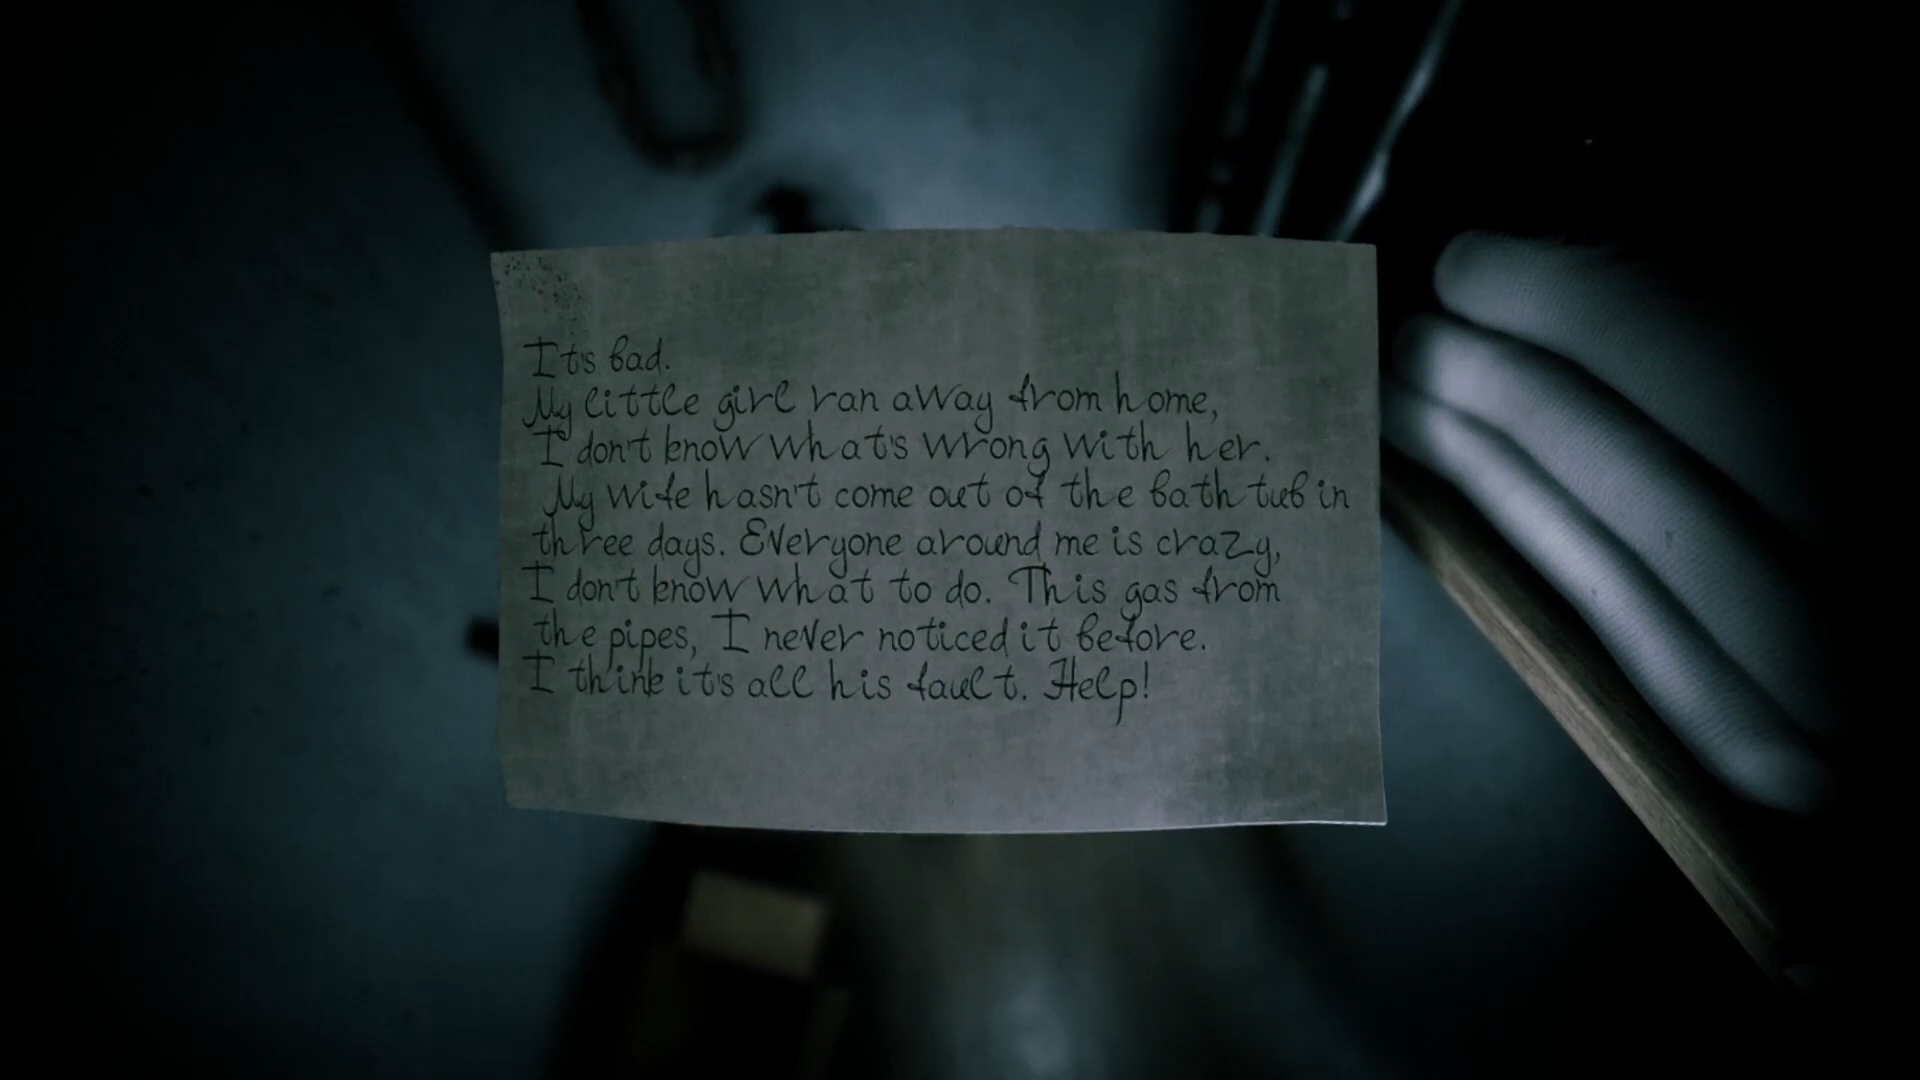 It's bad.
My little girl ran away from home,
I don't know what's wrong with her.
My wife hasn't come out of the bath tub in
three days. Everyone around me is crazy,
I don't know what to do. This gas from
the pipes, I never noticed it before.
I think it's all his fault. Help!